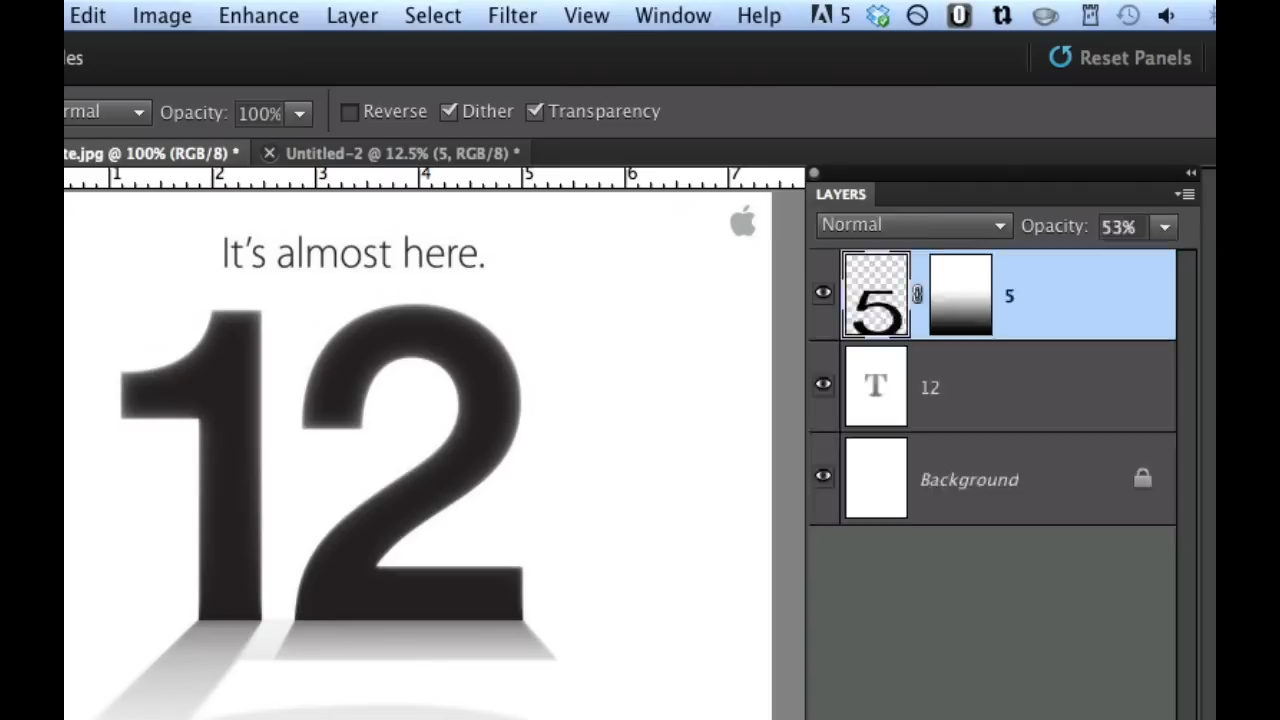 Edit Image Enhance Layer Select Filter View Window Help 5
les Reset Panels
rmal Opacity: 100% Reverse Dither Transparency
te.jpg @ 100% (RGB/8) * Untitled-2 @ 12.5% (5, RGB/8) *
1 2 3 4 5 6 7
LAYERS
Normal Opacity: 53%
It's almost here.
5 5
12
T 12
Background